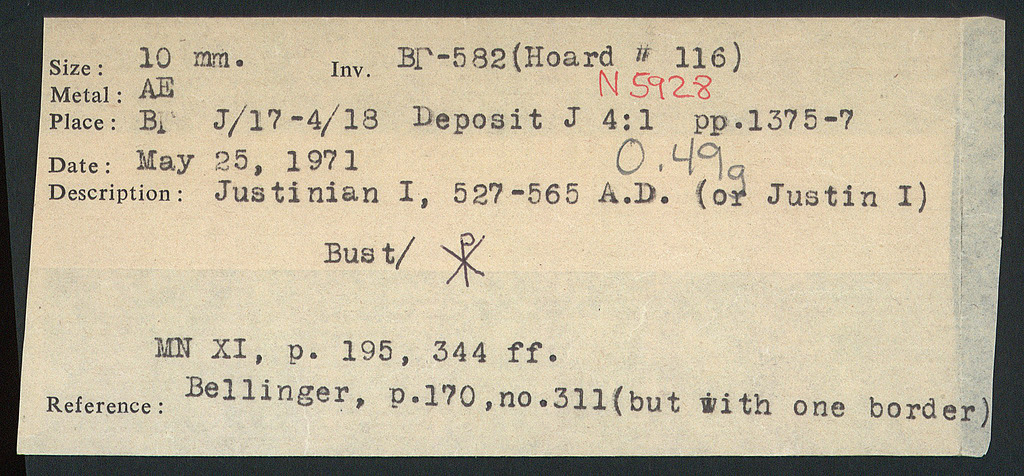 Size: 10 mm. Inv. BΓ-582(Hoard # 116)
N 5928
Metal: AE
Place: BΓ J/17-4/18 Deposit J 4:1 pp.1375-7
Date: May 25, 1971 0.49g
Description: Justinian I, 527-565 A.D. (or Justin I)
Bust/ ☧
MN XI, p. 195, 344 ff.
Reference: Bellinger, p.170,no.311(but with one border)